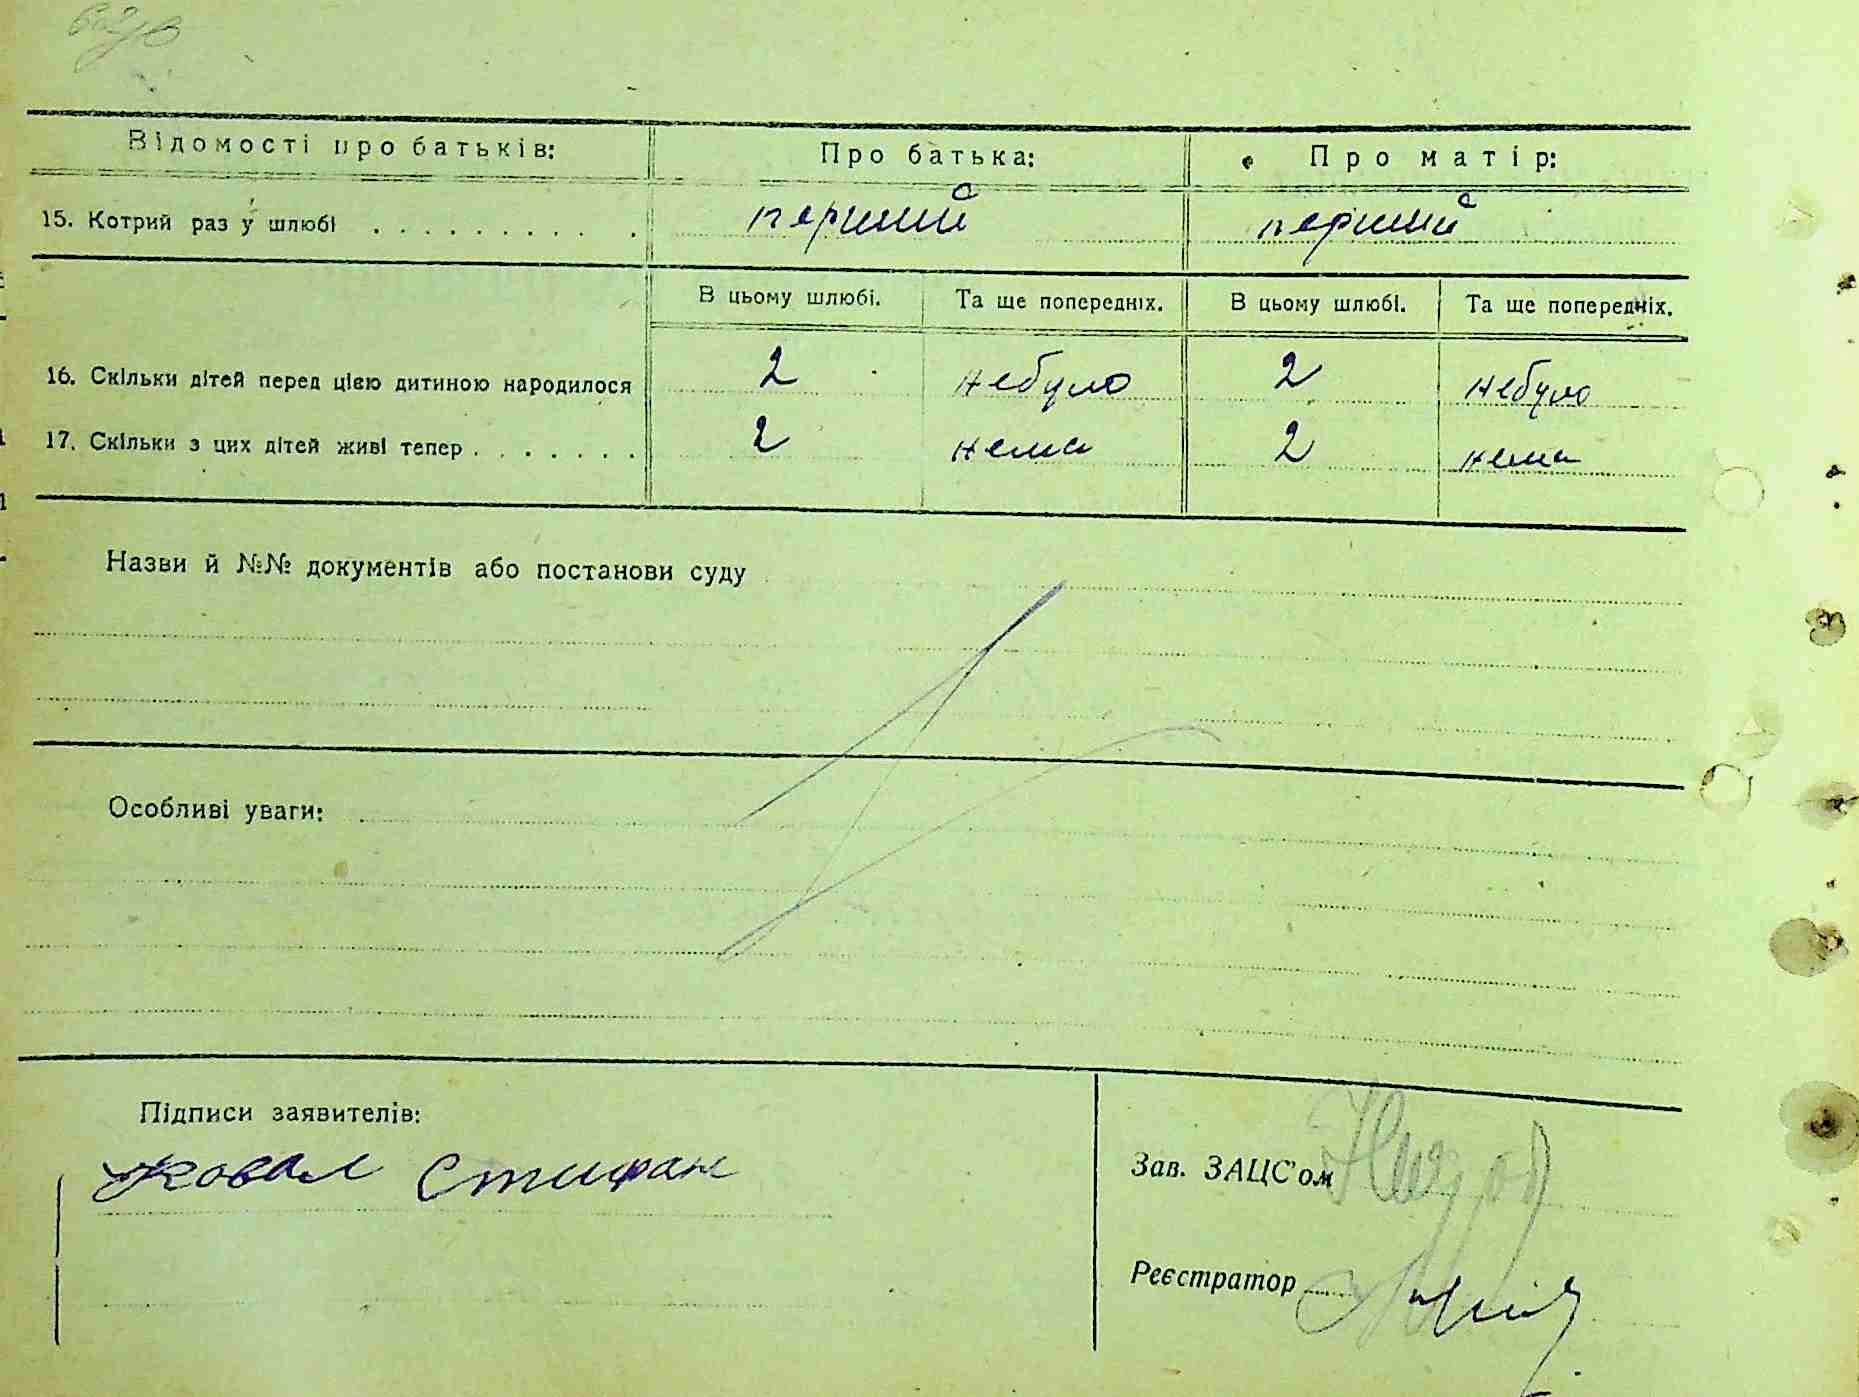 Відомості про батьків: Про батька: Про матір:
15. Котрий раз у шлюбі . . . . . . . . . . перший перший
В цьому шлюбі. Та ще попередніх. В цьому шлюбі. Та ще попередніх.
16. Скільки дітей перед цією дитиною народилося 2 небуло 2 небуло
17. Скільки з цих дітей живі тепер . . . . . . . 2 нема 2 нема
Назви й №№ документів або постанови суду
Особливі уваги:
Підписи заявителів:
Ковал Стифан
Зав. ЗАЦС'ом
Реєстратор